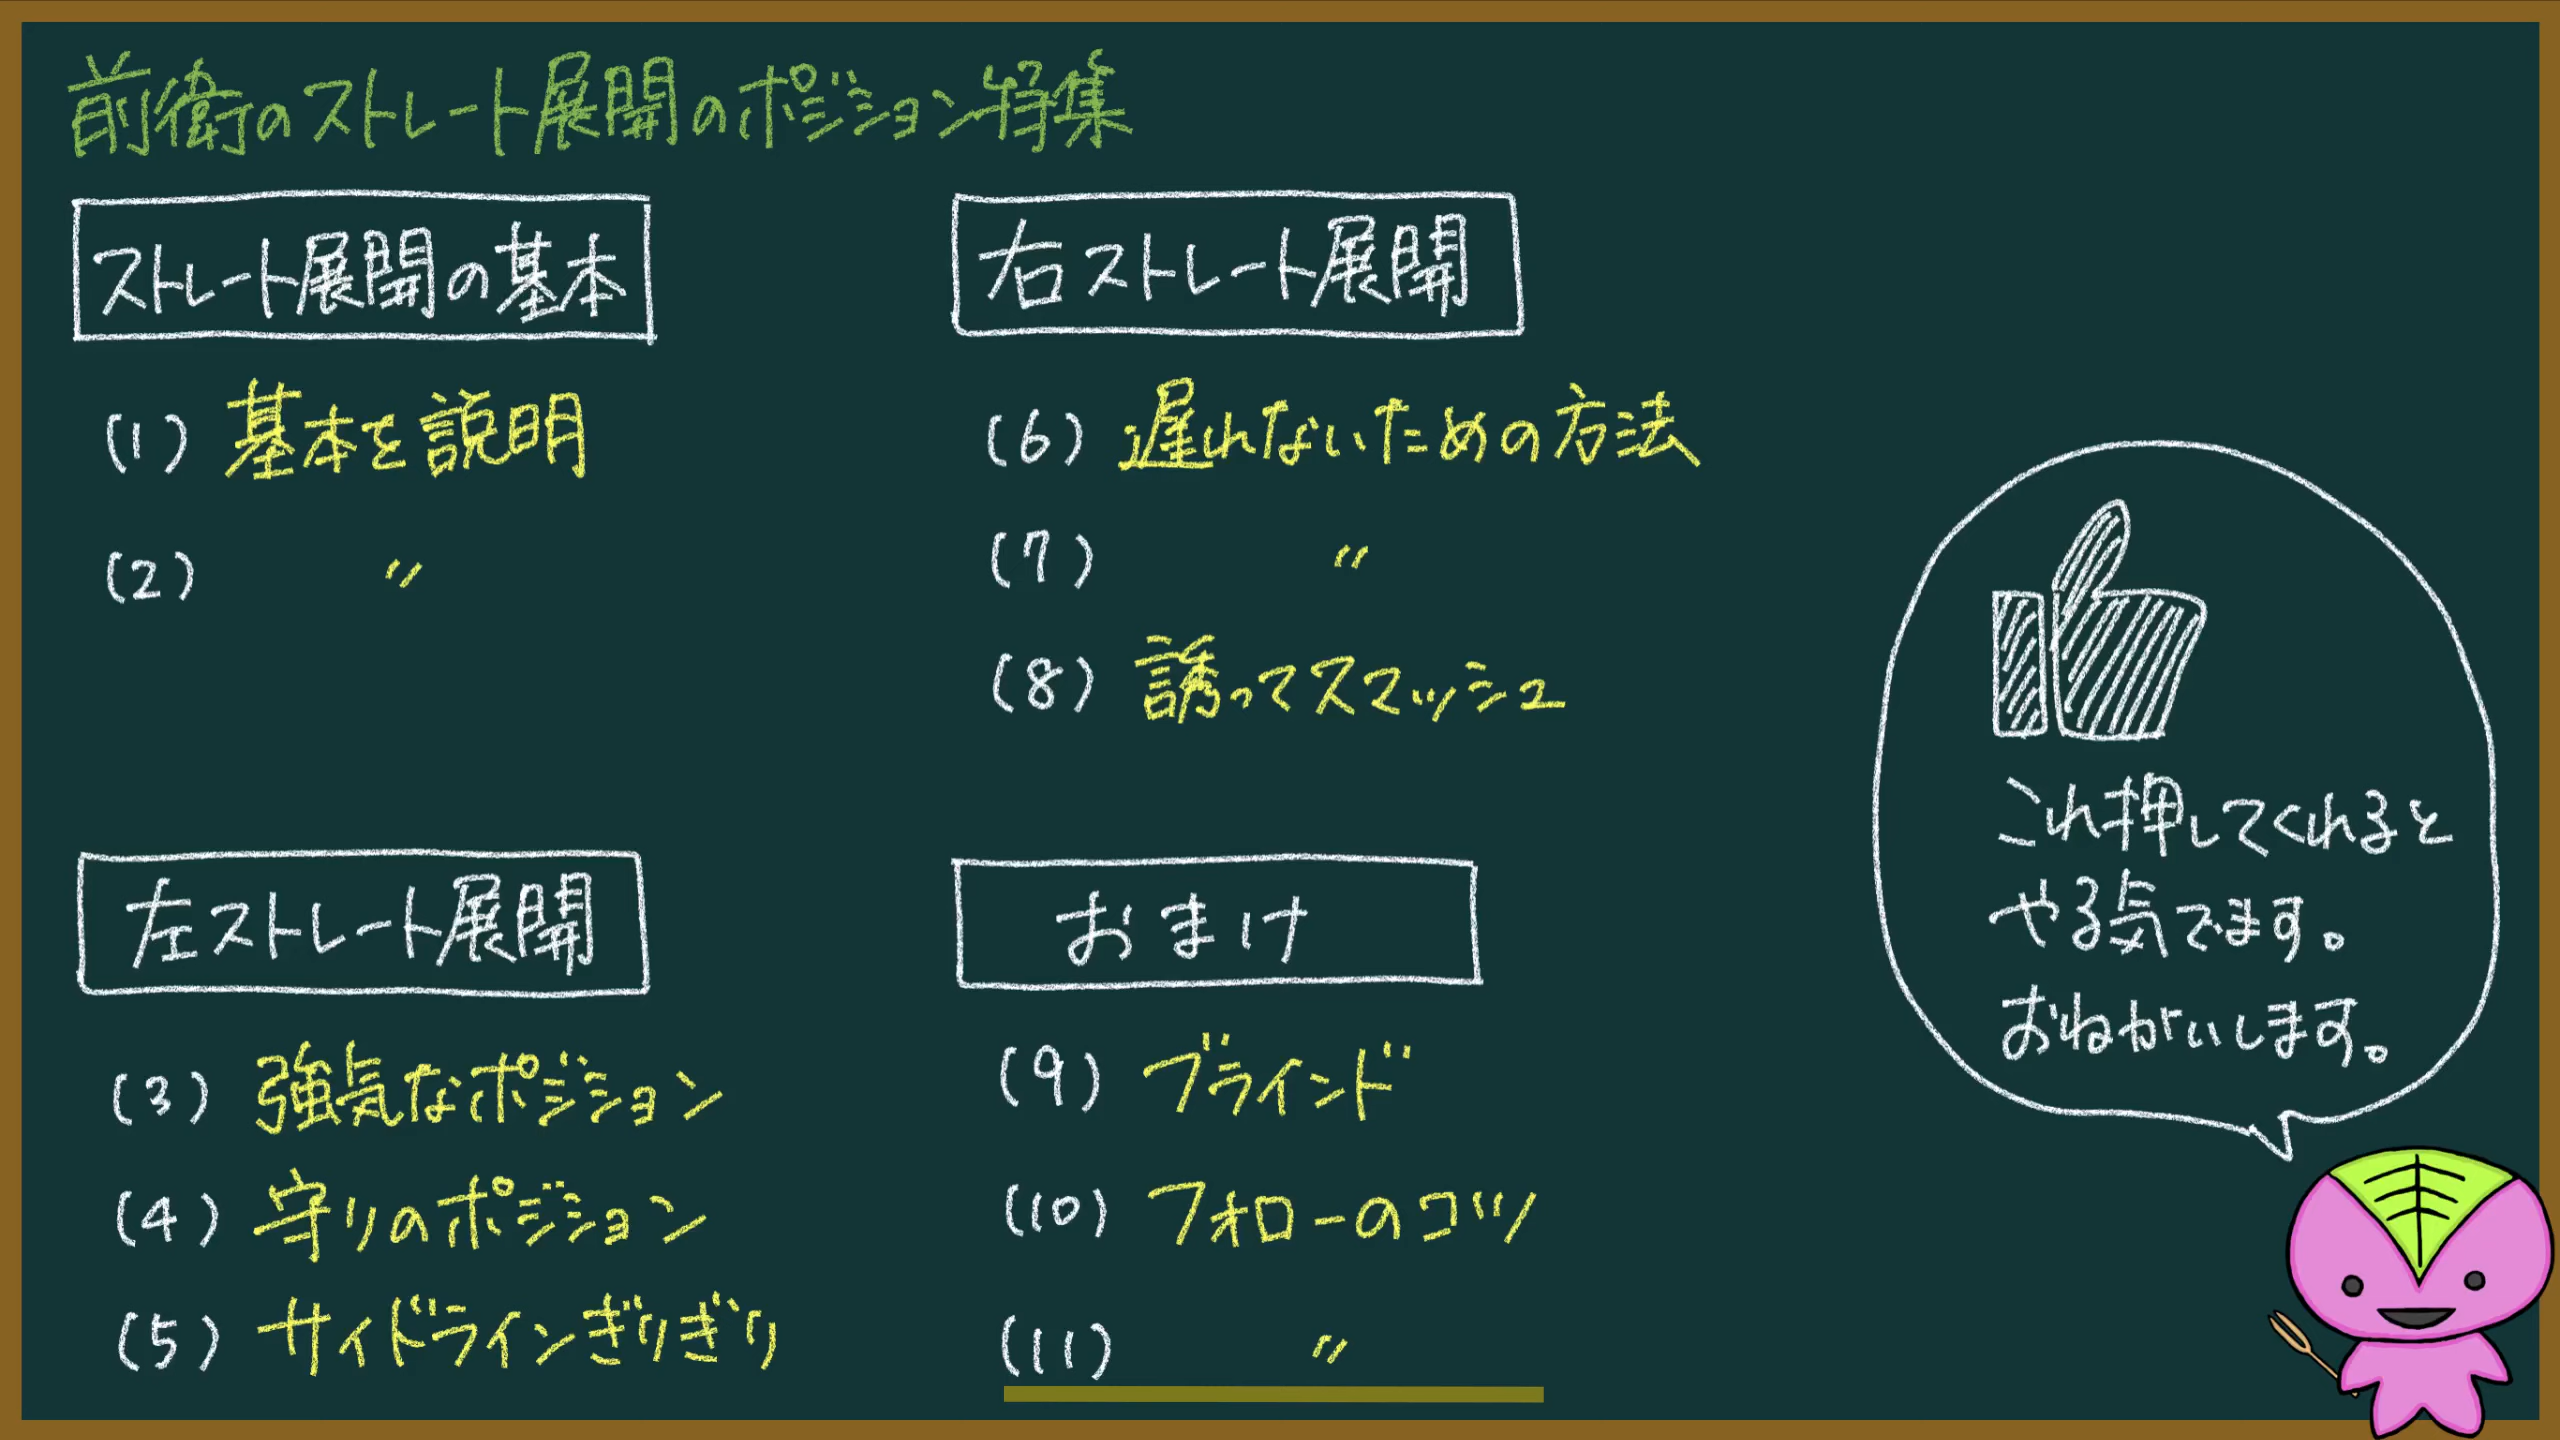 前衛のストレート展開のポジション特集
ストレート展開の基本
(1) 基本を説明
(2) 〃
左ストレート展開
(3) 強気なポジション
(4) 守りのポジション
(5) サイドラインぎりぎり
右ストレート展開
(6) 遅れないための方法
(7) 〃
(8) 誘ってスマッシュ
おまけ
(9) ブラインド
(10) フォローのコツ
(11) 〃
これ押してくれると
やる気でます。
おねがいします。